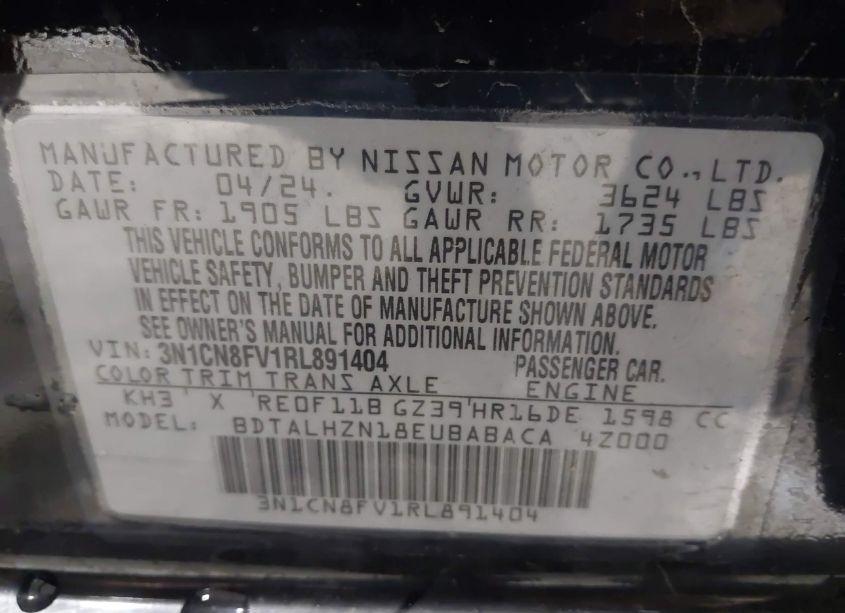 MANUFACTURED BY NISSAN MOTOR CO.,LTD.
DATE: 04/24. GVWR: 3624 LBS
GAWR FR: 1905 LBS GAWR RR: 1735 LBS
THIS VEHICLE CONFORMS TO ALL APPLICABLE FEDERAL MOTOR
VEHICLE SAFETY, BUMPER AND THEFT PREVENTION STANDARDS
IN EFFECT ON THE DATE OF MANUFACTURE SHOWN ABOVE.
SEE OWNER'S MANUAL FOR ADDITIONAL INFORMATION.
VIN: 3N1CN8FV1RL891404 PASSENGER CAR.
COLOR TRIM TRANS AXLE ENGINE
KH3 X RE0F11B GZ39 HR16DE 1598 CC
MODEL: BDTALHZN18EUBABACA 4Z000
3N1CN8FV1RL891404